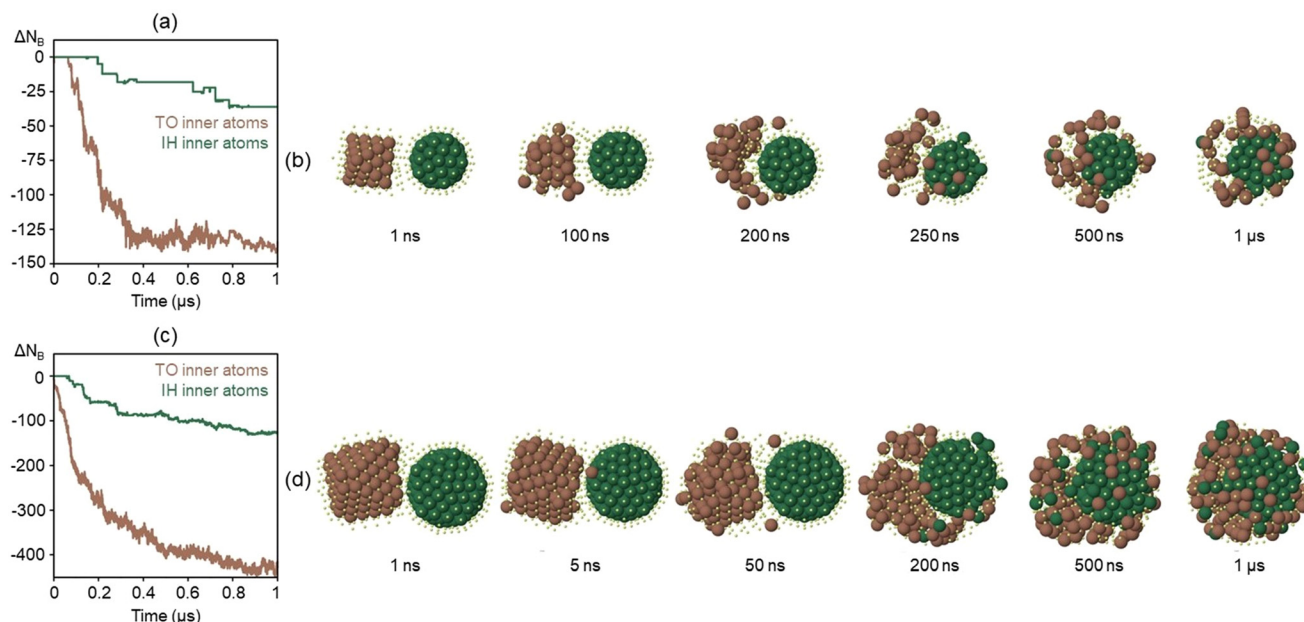 (a)
ΔN_B
0
-25
-50
-75
-100
-125
-150
TO inner atoms
IH inner atoms
0 0.2 0.4 0.6 0.8 1
Time (µs)
(b)
1 ns 100 ns 200 ns 250 ns 500 ns 1 µs
(c)
ΔN_B
0
-100
-200
-300
-400
TO inner atoms
IH inner atoms
0 0.2 0.4 0.6 0.8 1
Time (µs)
(d)
1 ns 5 ns 50 ns 200 ns 500 ns 1 µs